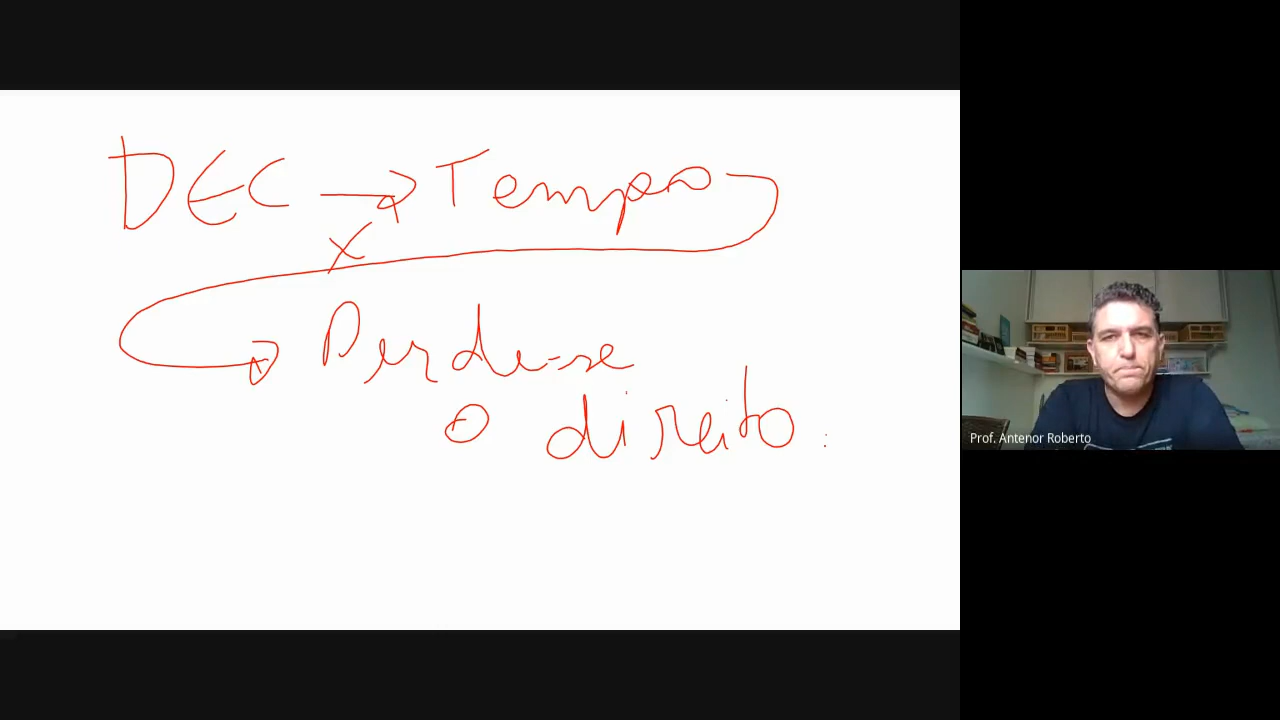 DEC → Tempo
x
Perde-se
o direito.
Prof. Antenor Roberto